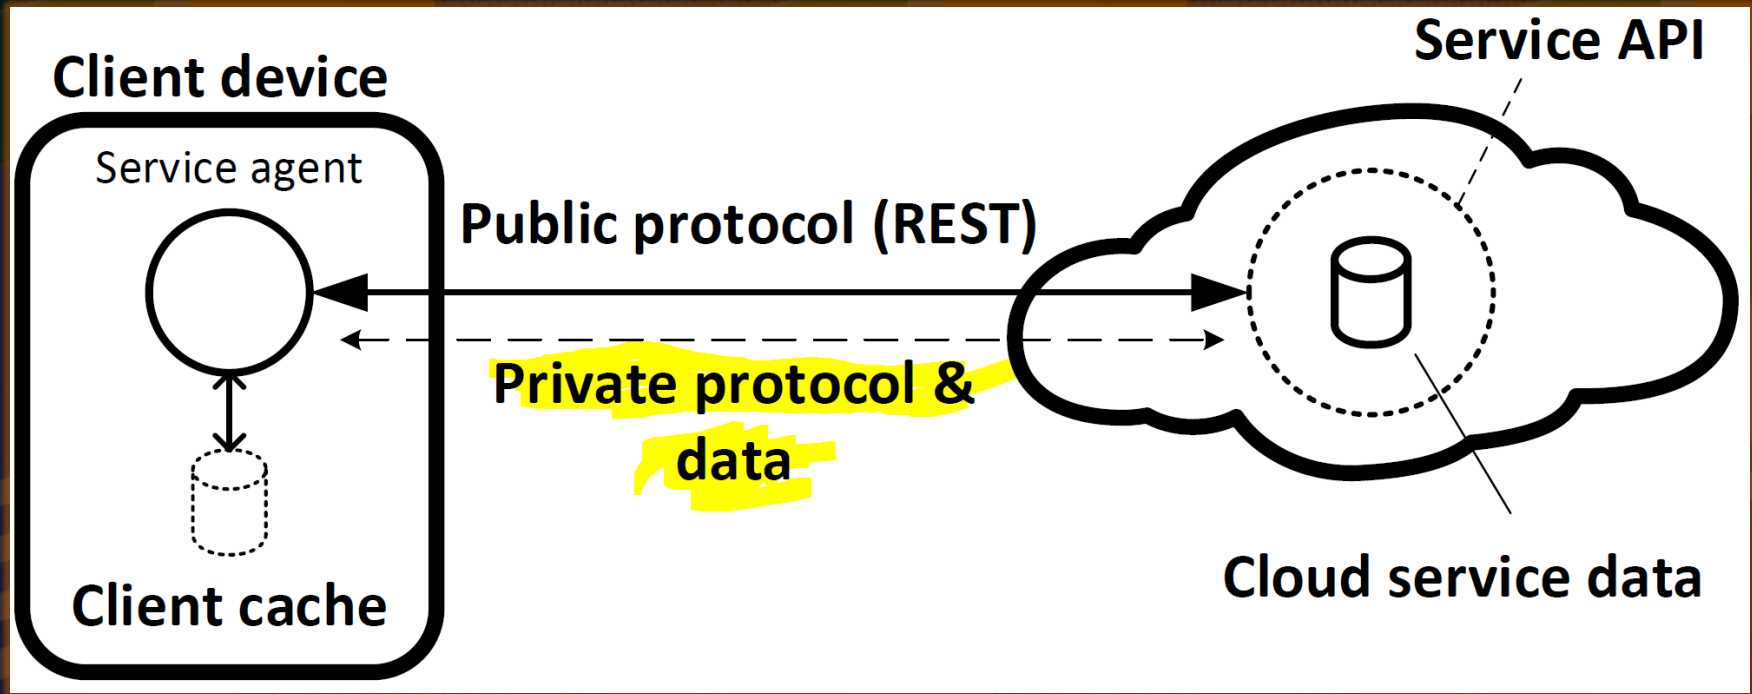 Service API
Client device
Service agent
Public protocol (REST)
Private protocol &
data
Cloud service data
Client cache